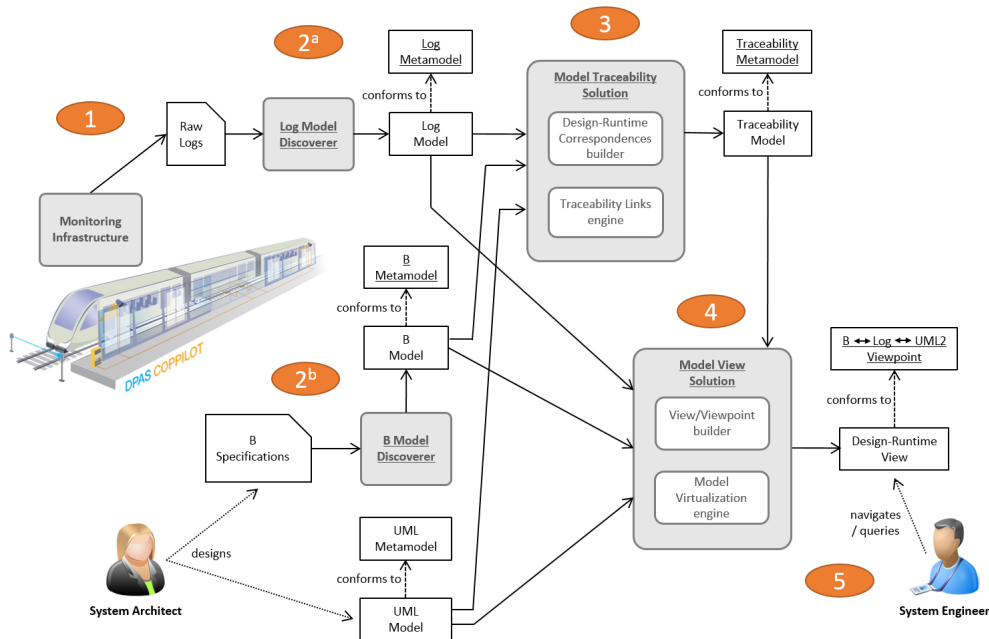 1
2ª
3
Log
Metamodel
Traceability
Metamodel
conforms to
conforms to
Model Traceability
Solution
Raw
Logs
Log Model
Discoverer
Log
Model
Design-Runtime
Correspondences
builder
Traceability
Model
Traceability Links
engine
Monitoring
Infrastructure
B
Metamodel
conforms to
B
Model
DPAS COPPILOT
2ᵇ
4
B ↔ Log ↔ UML2
Viewpoint
Model View
Solution
conforms to
View/Viewpoint
builder
B
Specifications
B Model
Discoverer
Design-Runtime
View
Model
Virtualization
engine
navigates
/ queries
designs
UML
Metamodel
conforms to
5
System Architect
UML
Model
System Engineer